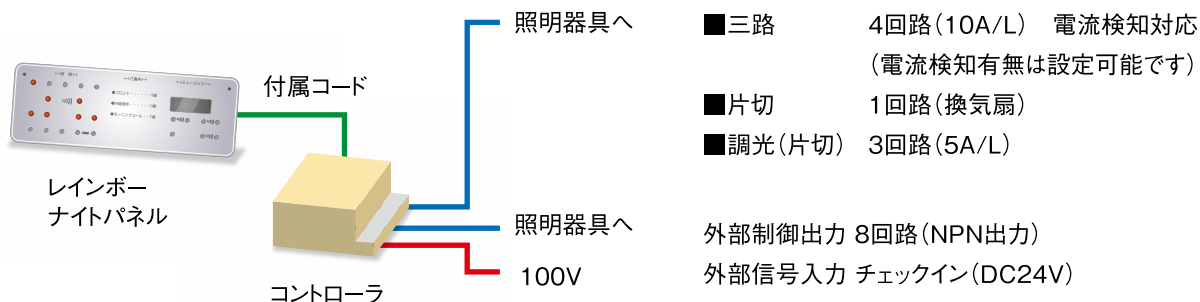 照明器具へ
■三路 4回路(10A/L) 電流検知対応
(電流検知有無は設定可能です)
付属コード
■片切 1回路(換気扇)
■調光(片切) 3回路(5A/L)
レインボー
ナイトパネル
照明器具へ
外部制御出力 8回路(NPN出力)
100V
外部信号入力 チェックイン(DC24V)
コントローラ